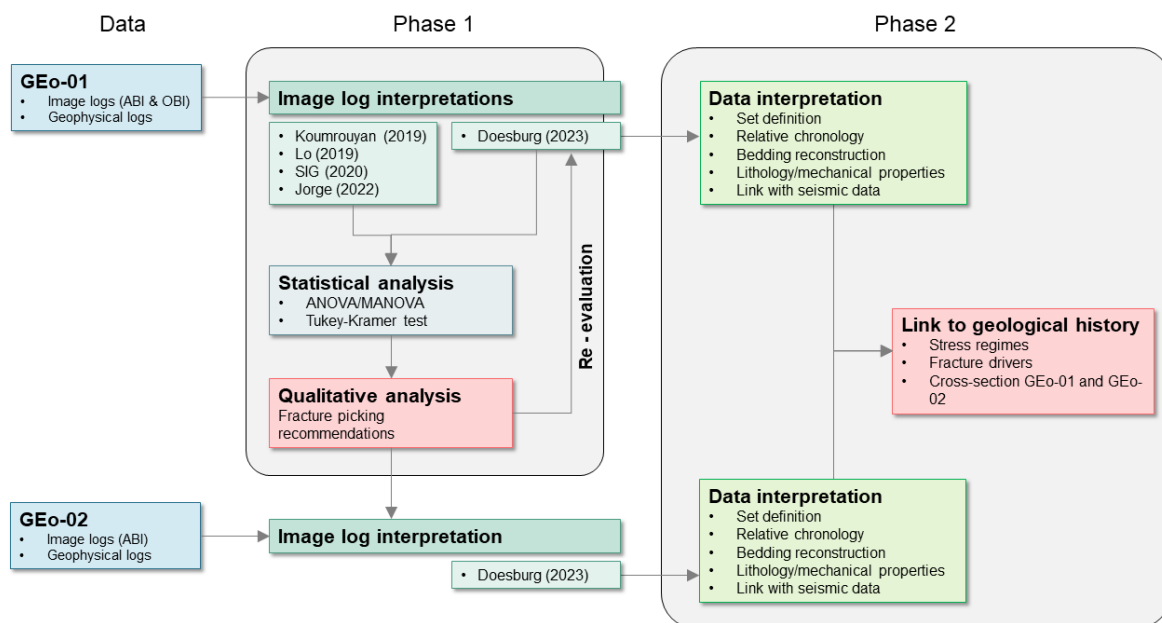 Data
Phase 1
Phase 2
GEo-01
• Image logs (ABI & OBI)
• Geophysical logs
Image log interpretations
• Koumrouyan (2019)
• Lo (2019)
• SIG (2020)
• Jorge (2022)
• Doesburg (2023)
Statistical analysis
• ANOVA/MANOVA
• Tukey-Kramer test
Re - evaluation
Qualitative analysis
Fracture picking
recommendations
Data interpretation
• Set definition
• Relative chronology
• Bedding reconstruction
• Lithology/mechanical properties
• Link with seismic data
Link to geological history
• Stress regimes
• Fracture drivers
• Cross-section GEo-01 and GEo-
02
GEo-02
• Image logs (ABI)
• Geophysical logs
Image log interpretation
• Doesburg (2023)
Data interpretation
• Set definition
• Relative chronology
• Bedding reconstruction
• Lithology/mechanical properties
• Link with seismic data